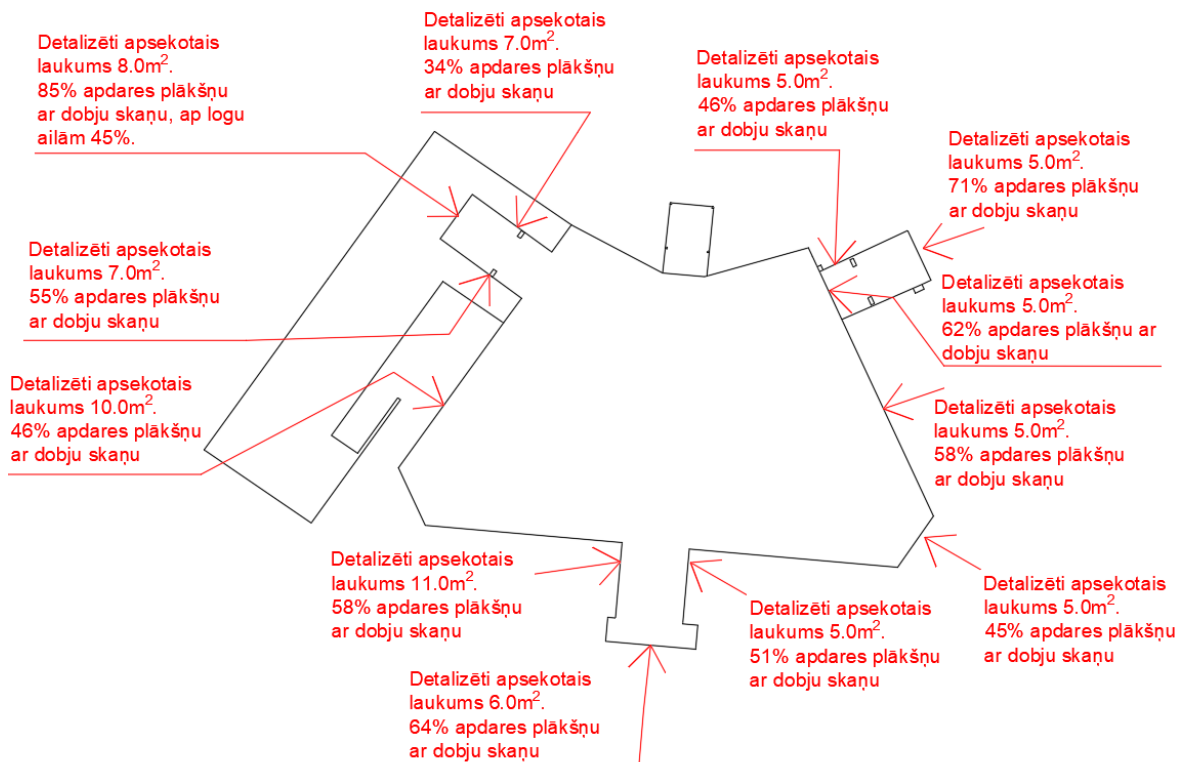 Detalizēti apsekotais
laukums 8.0m².
85% apdares plākšņu
ar dobju skaņu, ap logu
ailām 45%.
Detalizēti apsekotais
laukums 7.0m².
34% apdares plākšņu
ar dobju skaņu
Detalizēti apsekotais
laukums 5.0m².
46% apdares plākšņu
ar dobju skaņu
Detalizēti apsekotais
laukums 5.0m².
71% apdares plākšņu
ar dobju skaņu
Detalizēti apsekotais
laukums 7.0m².
55% apdares plākšņu
ar dobju skaņu
Detalizēti apsekotais
laukums 5.0m².
62% apdares plākšņu ar
dobju skaņu
Detalizēti apsekotais
laukums 10.0m².
46% apdares plākšņu
ar dobju skaņu
Detalizēti apsekotais
laukums 5.0m².
58% apdares plākšņu
ar dobju skaņu
Detalizēti apsekotais
laukums 11.0m².
58% apdares plākšņu
ar dobju skaņu
Detalizēti apsekotais
laukums 5.0m².
51% apdares plākšņu
ar dobju skaņu
Detalizēti apsekotais
laukums 5.0m².
45% apdares plākšņu
ar dobju skaņu
Detalizēti apsekotais
laukums 6.0m².
64% apdares plākšņu
ar dobju skaņu